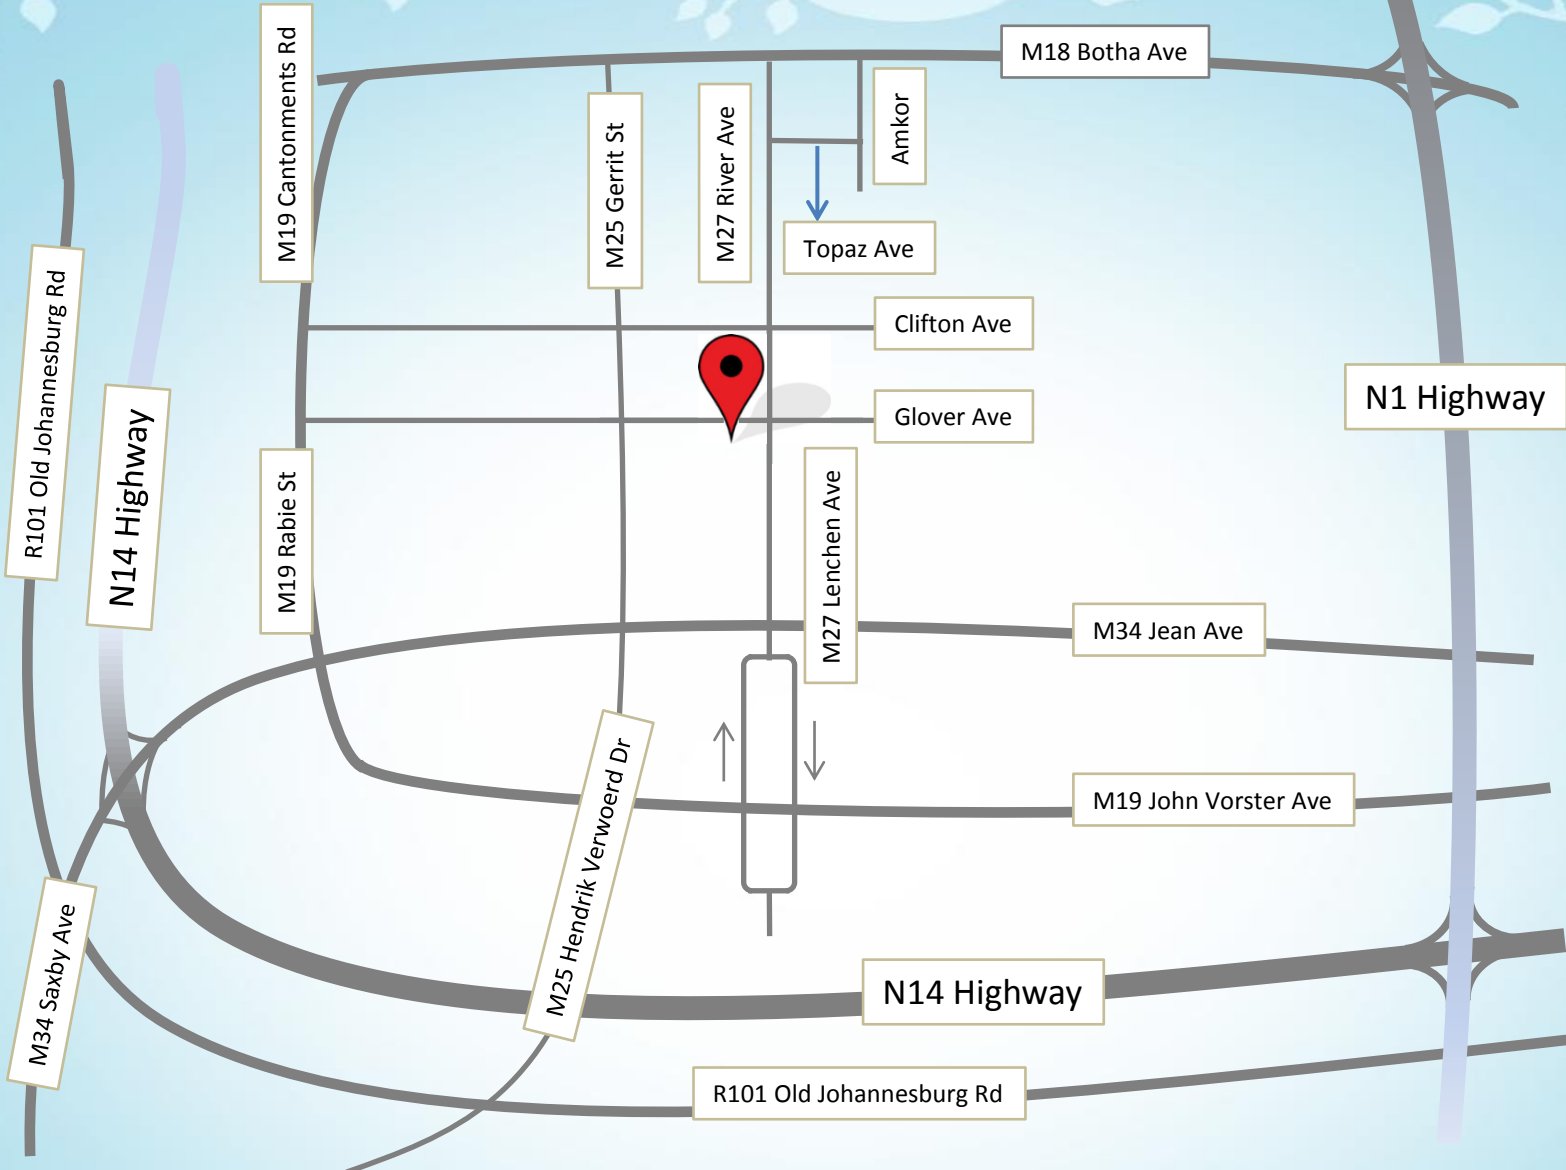 M18 Botha Ave
M19 Cantonments Rd
M25 Gerrit St
M27 River Ave
Amkor
Topaz Ave
R101 Old Johannesburg Rd
Clifton Ave
N14 Highway
N1 Highway
Glover Ave
M19 Rabie St
M27 Lenchen Ave
M34 Jean Ave
M25 Hendrik Verwoerd Dr
M19 John Vorster Ave
M34 Saxby Ave
N14 Highway
R101 Old Johannesburg Rd